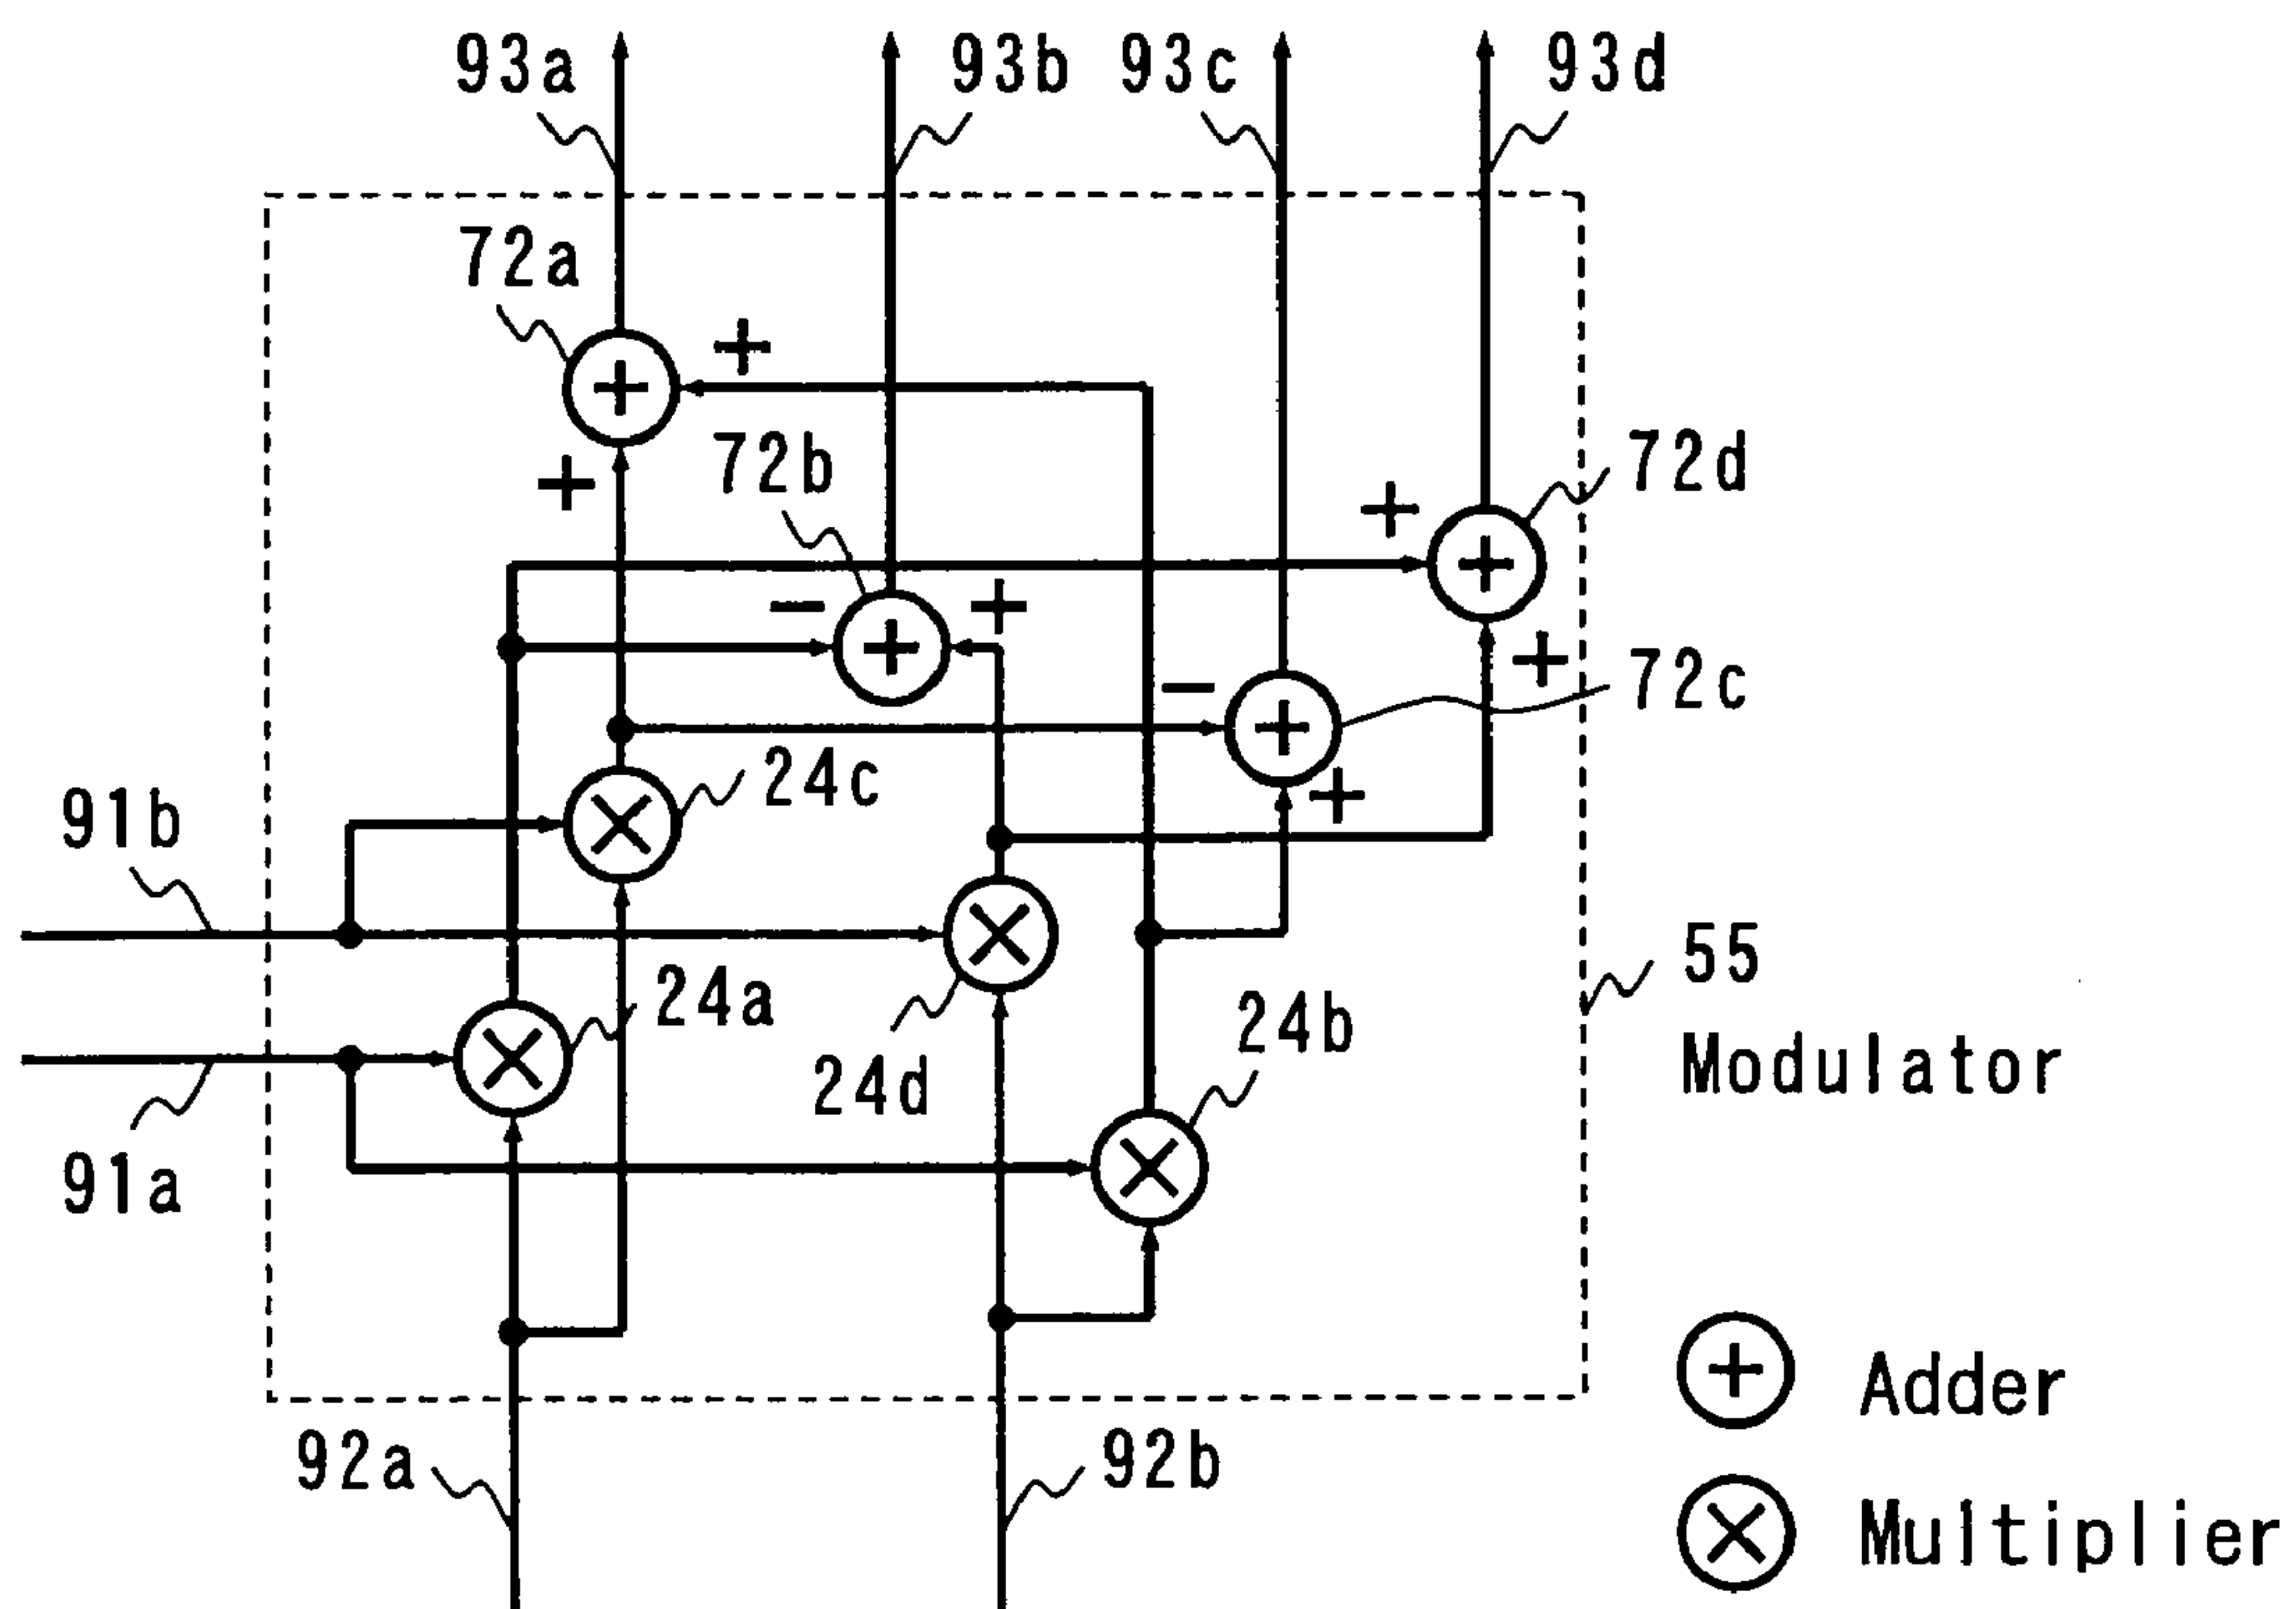 93a 93b 93c 93d
72a
+
72b
72d
+
+
- +
+
72c
-
24c
+
91b
24a
55
24b
Modulator
24d
91a
92a 92b
Adder
Multiplier